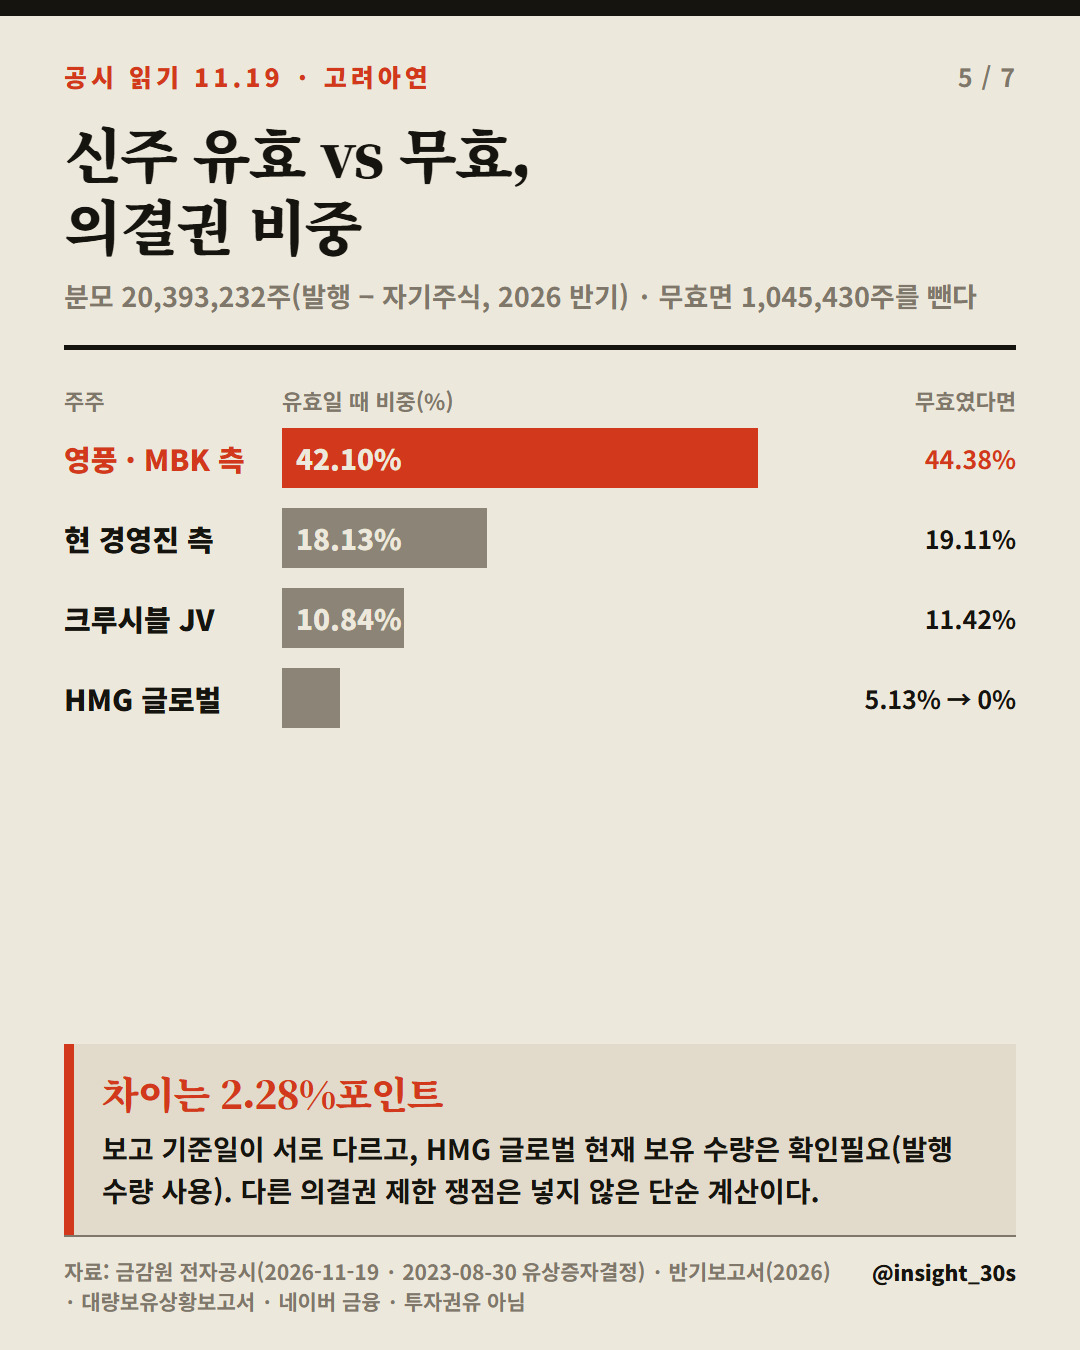 공시 읽기 11.19 · 고려아연
5 / 7
신주 유효 vs 무효,
의결권 비중
분모 20,393,232주(발행 − 자기주식, 2026 반기) · 무효면 1,045,430주를 뺀다
주주 유효일 때 비중(%) 무효였다면
영풍 · MBK 측 42.10% 44.38%
현 경영진 측 18.13% 19.11%
크루시블 JV 10.84% 11.42%
HMG 글로벌 5.13% → 0%
차이는 2.28%포인트
보고 기준일이 서로 다르고, HMG 글로벌 현재 보유 수량은 확인필요(발행
수량 사용). 다른 의결권 제한 쟁점은 넣지 않은 단순 계산이다.
자료: 금감원 전자공시(2026-11-19 · 2023-08-30 유상증자결정) · 반기보고서(2026)
· 대량보유상황보고서 · 네이버 금융 · 투자권유 아님
@insight_30s